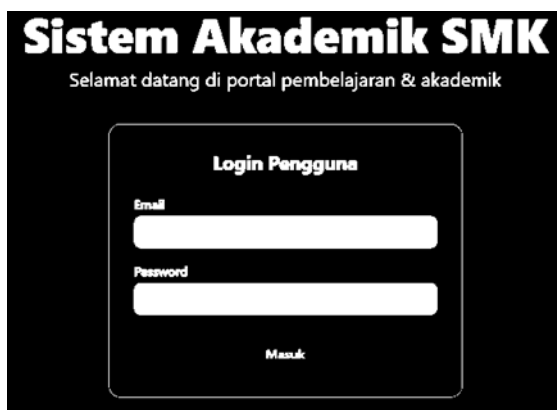 Sistem Akademik SMK
Selamat datang di portal pembelajaran & akademik
Login Pengguna
Email
Password
Masuk